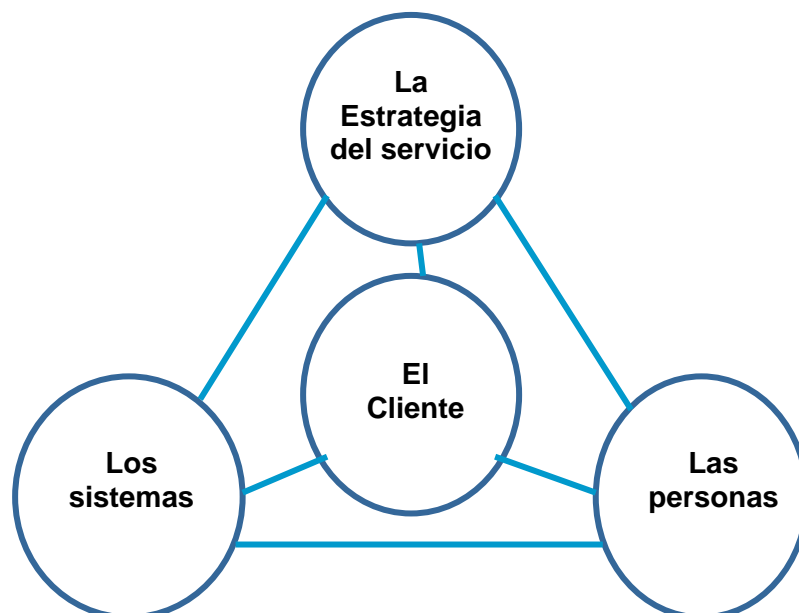 La
Estrategia
del servicio
El
Cliente
Los
sistemas
Las
personas